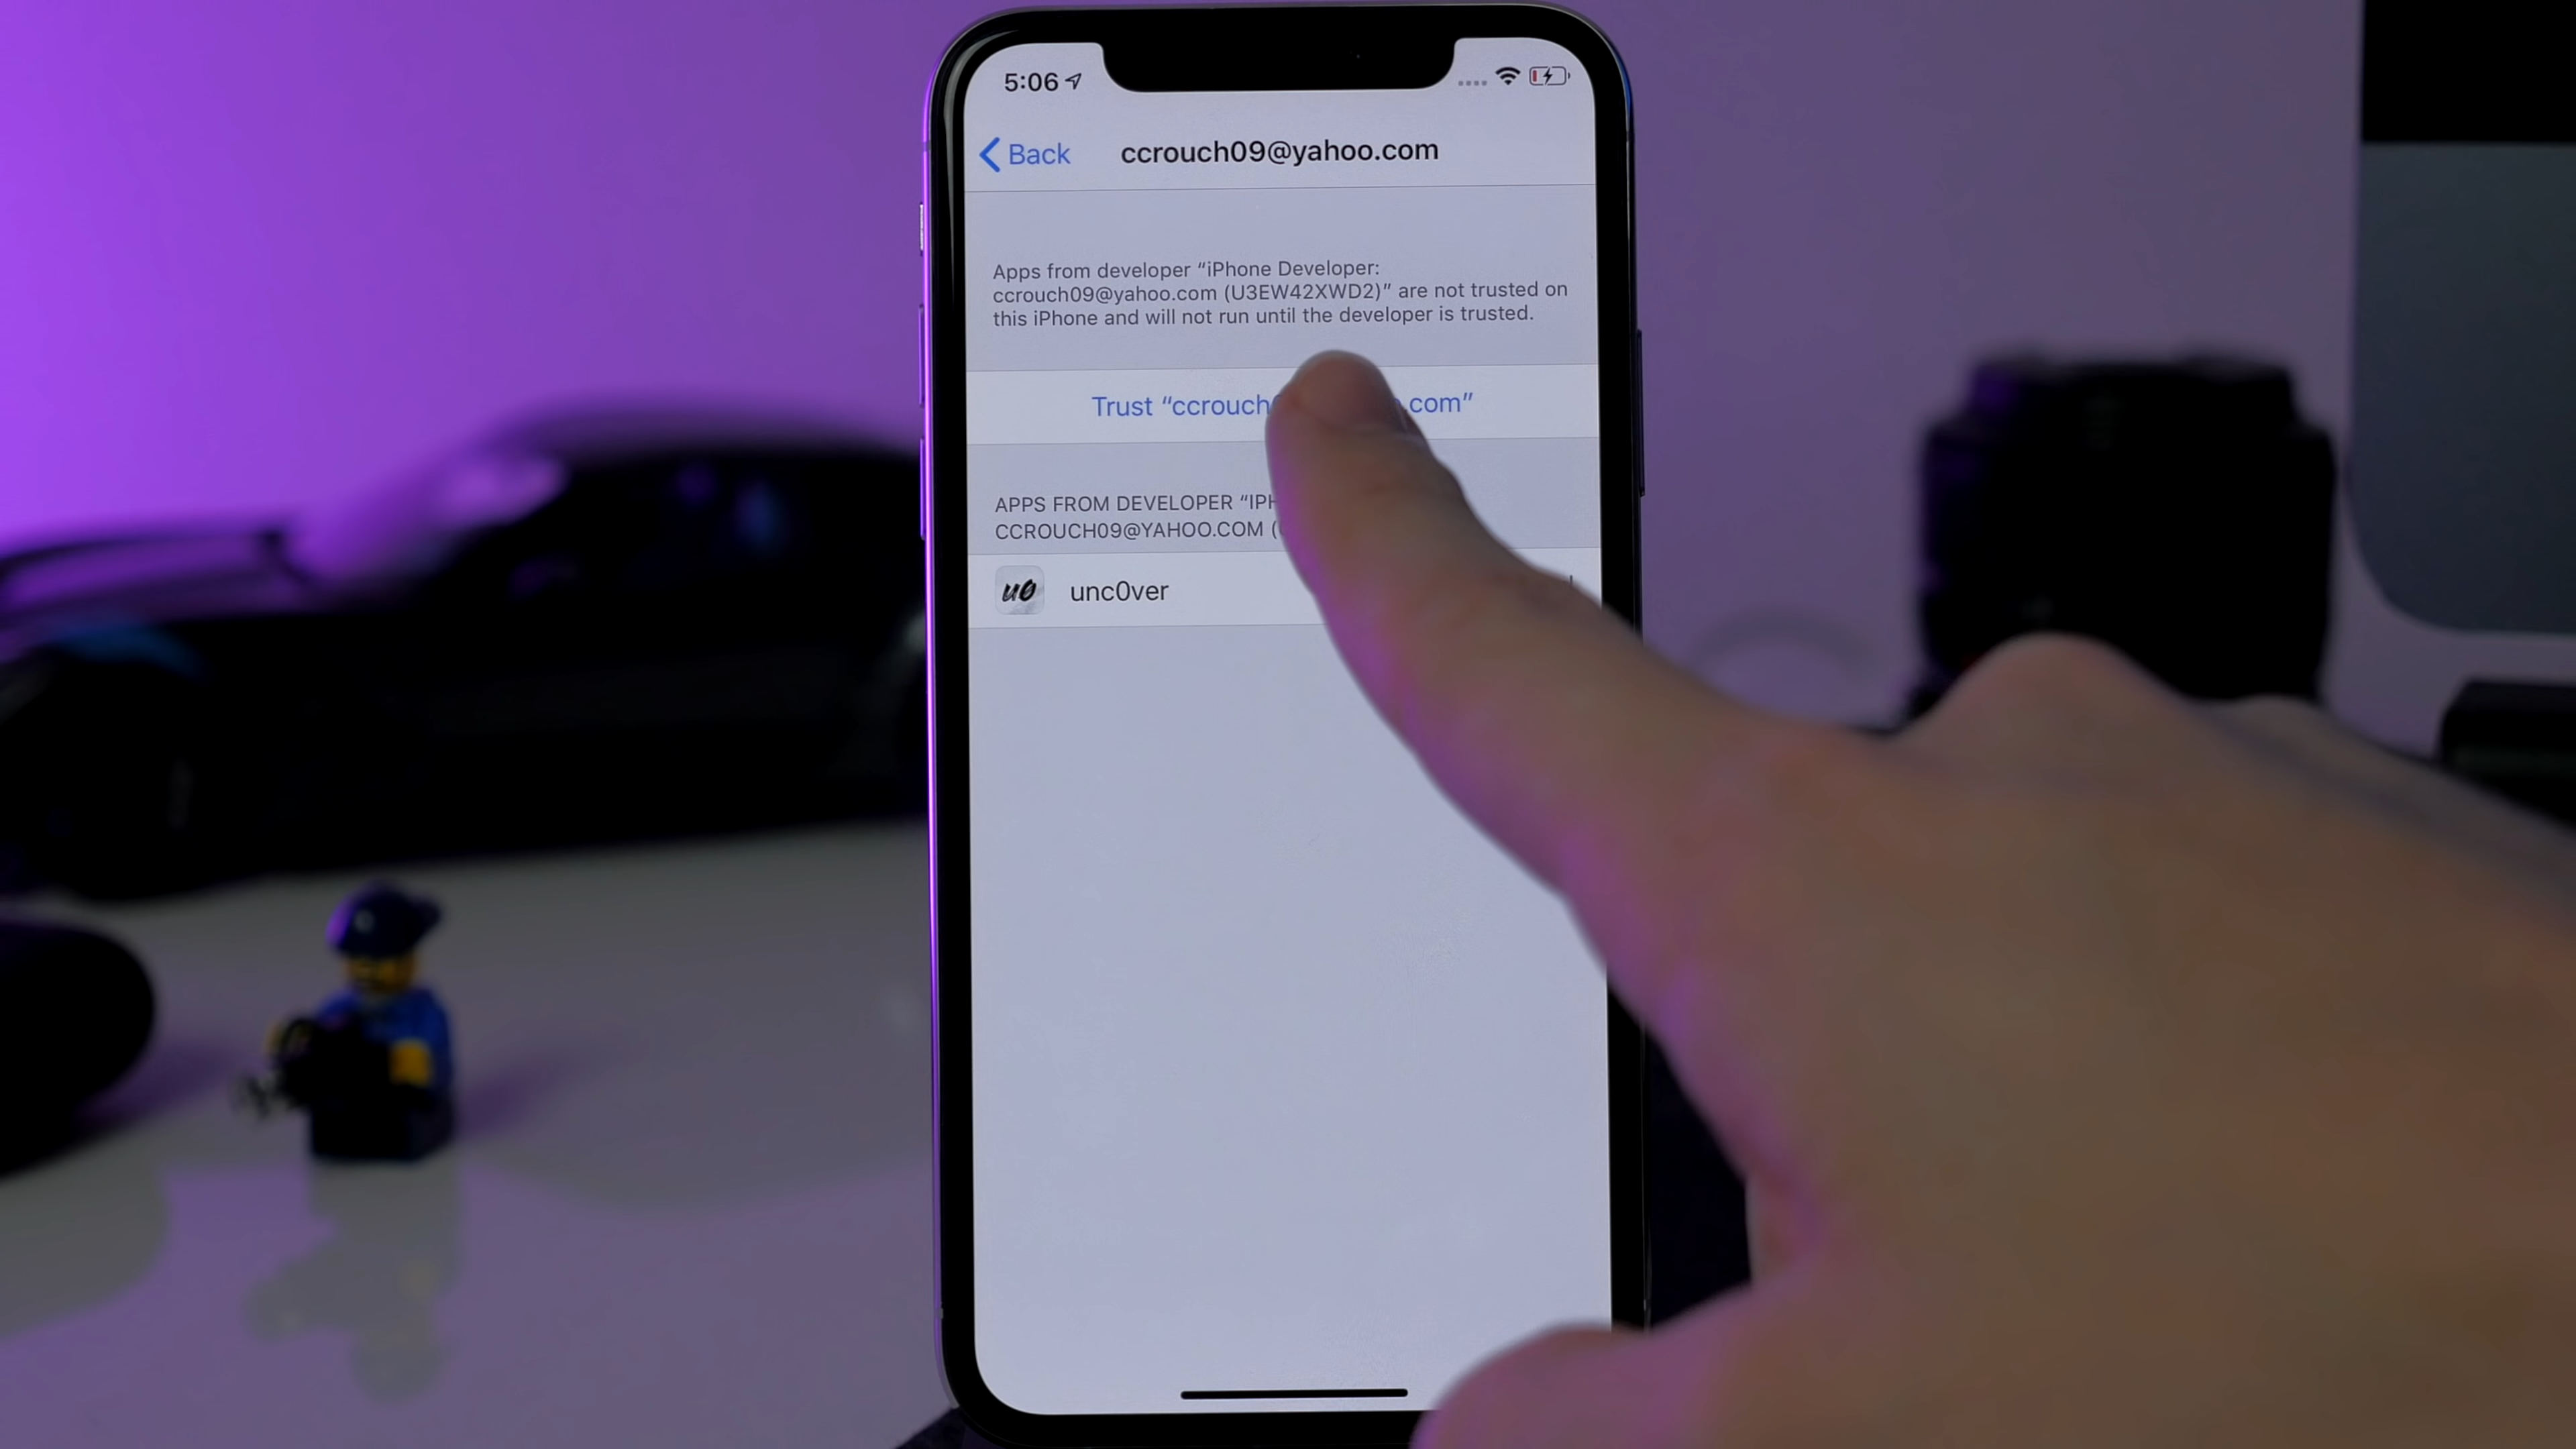 5:06
Back
ccrouch09@yahoo.com
Apps from developer “iPhone Developer:
ccrouch09@yahoo.com (U3EW42XWD2)” are not trusted on
this iPhone and will not run until the developer is trusted.
Trust “ccrouch .com”
APPS FROM DEVELOPER “IPH
CCROUCH09@YAHOO.COM (
u0 unc0ver